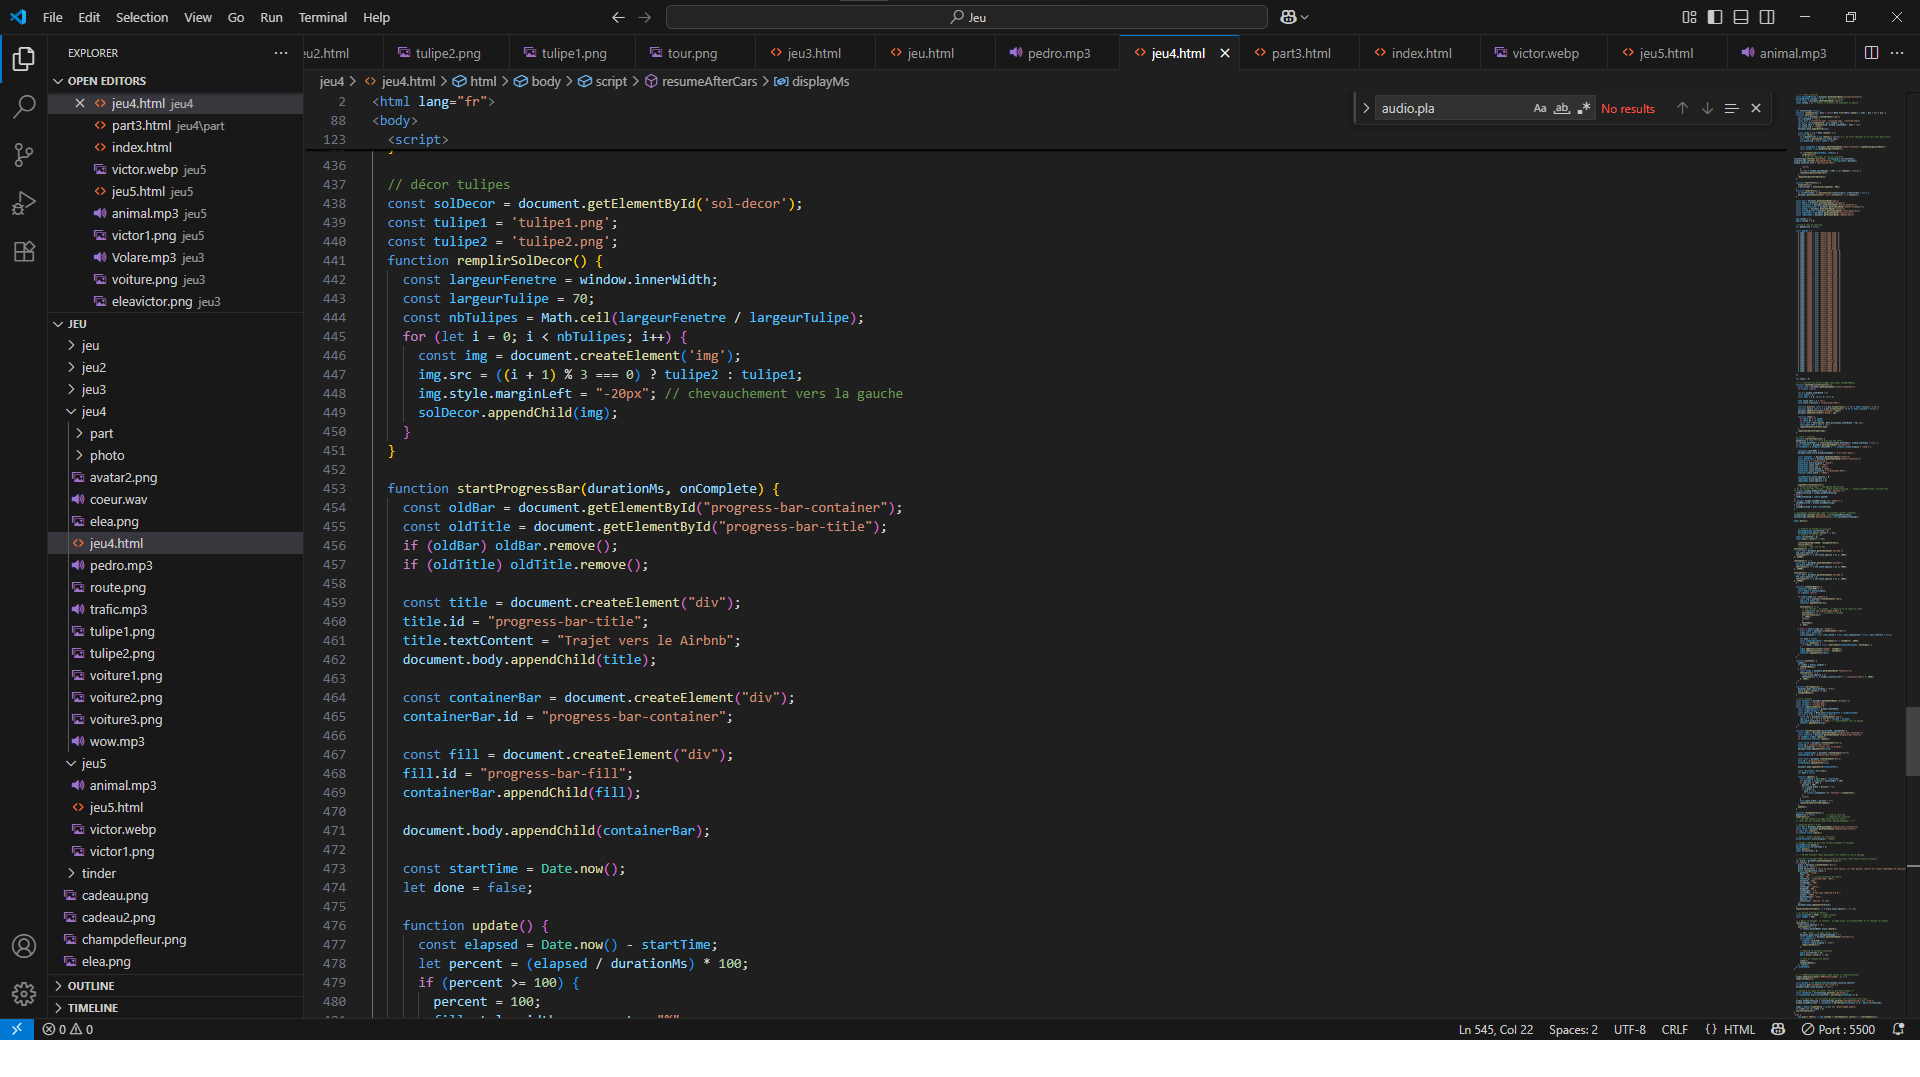 File Edit Selection View Go Run Terminal Help
Jeu
EXPLORER
eu2.html tulipe2.png tulipe1.png tour.png jeu3.html jeu.html pedro.mp3 jeu4.html part3.html index.html victor.webp jeu5.html animal.mp3
jeu4 > jeu4.html > html > body > script > resumeAfterCars > displayMs
OPEN EDITORS
jeu4.html jeu4
part3.html jeu4\part
index.html
victor.webp jeu5
jeu5.html jeu5
animal.mp3 jeu5
victor1.png jeu5
Volare.mp3 jeu3
voiture.png jeu3
eleavictor.png jeu3
JEU
jeu
jeu2
jeu3
jeu4
part
photo
avatar2.png
coeur.wav
elea.png
jeu4.html
pedro.mp3
route.png
trafic.mp3
tulipe1.png
tulipe2.png
voiture1.png
voiture2.png
voiture3.png
wow.mp3
jeu5
animal.mp3
jeu5.html
victor.webp
victor1.png
tinder
cadeau.png
cadeau2.png
champdefleur.png
elea.png
OUTLINE
TIMELINE
audio.pla Aa ab .* No results
2 <html lang="fr">
88 <body>
123 <script>
436
437 // décor tulipes
438 const solDecor = document.getElementById('sol-decor');
439 const tulipe1 = 'tulipe1.png';
440 const tulipe2 = 'tulipe2.png';
441 function remplirSolDecor() {
442 const largeurFenetre = window.innerWidth;
443 const largeurTulipe = 70;
444 const nbTulipes = Math.ceil(largeurFenetre / largeurTulipe);
445 for (let i = 0; i < nbTulipes; i++) {
446 const img = document.createElement('img');
447 img.src = ((i + 1) % 3 === 0) ? tulipe2 : tulipe1;
448 img.style.marginLeft = "-20px"; // chevauchement vers la gauche
449 solDecor.appendChild(img);
450 }
451 }
452
453 function startProgressBar(durationMs, onComplete) {
454 const oldBar = document.getElementById("progress-bar-container");
455 const oldTitle = document.getElementById("progress-bar-title");
456 if (oldBar) oldBar.remove();
457 if (oldTitle) oldTitle.remove();
458
459 const title = document.createElement("div");
460 title.id = "progress-bar-title";
461 title.textContent = "Trajet vers le Airbnb";
462 document.body.appendChild(title);
463
464 const containerBar = document.createElement("div");
465 containerBar.id = "progress-bar-container";
466
467 const fill = document.createElement("div");
468 fill.id = "progress-bar-fill";
469 containerBar.appendChild(fill);
470
471 document.body.appendChild(containerBar);
472
473 const startTime = Date.now();
474 let done = false;
475
476 function update() {
477 const elapsed = Date.now() - startTime;
478 let percent = (elapsed / durationMs) * 100;
479 if (percent >= 100) {
480 percent = 100;
0 0
Ln 545, Col 22 Spaces: 2 UTF-8 CRLF {} HTML Port : 5500